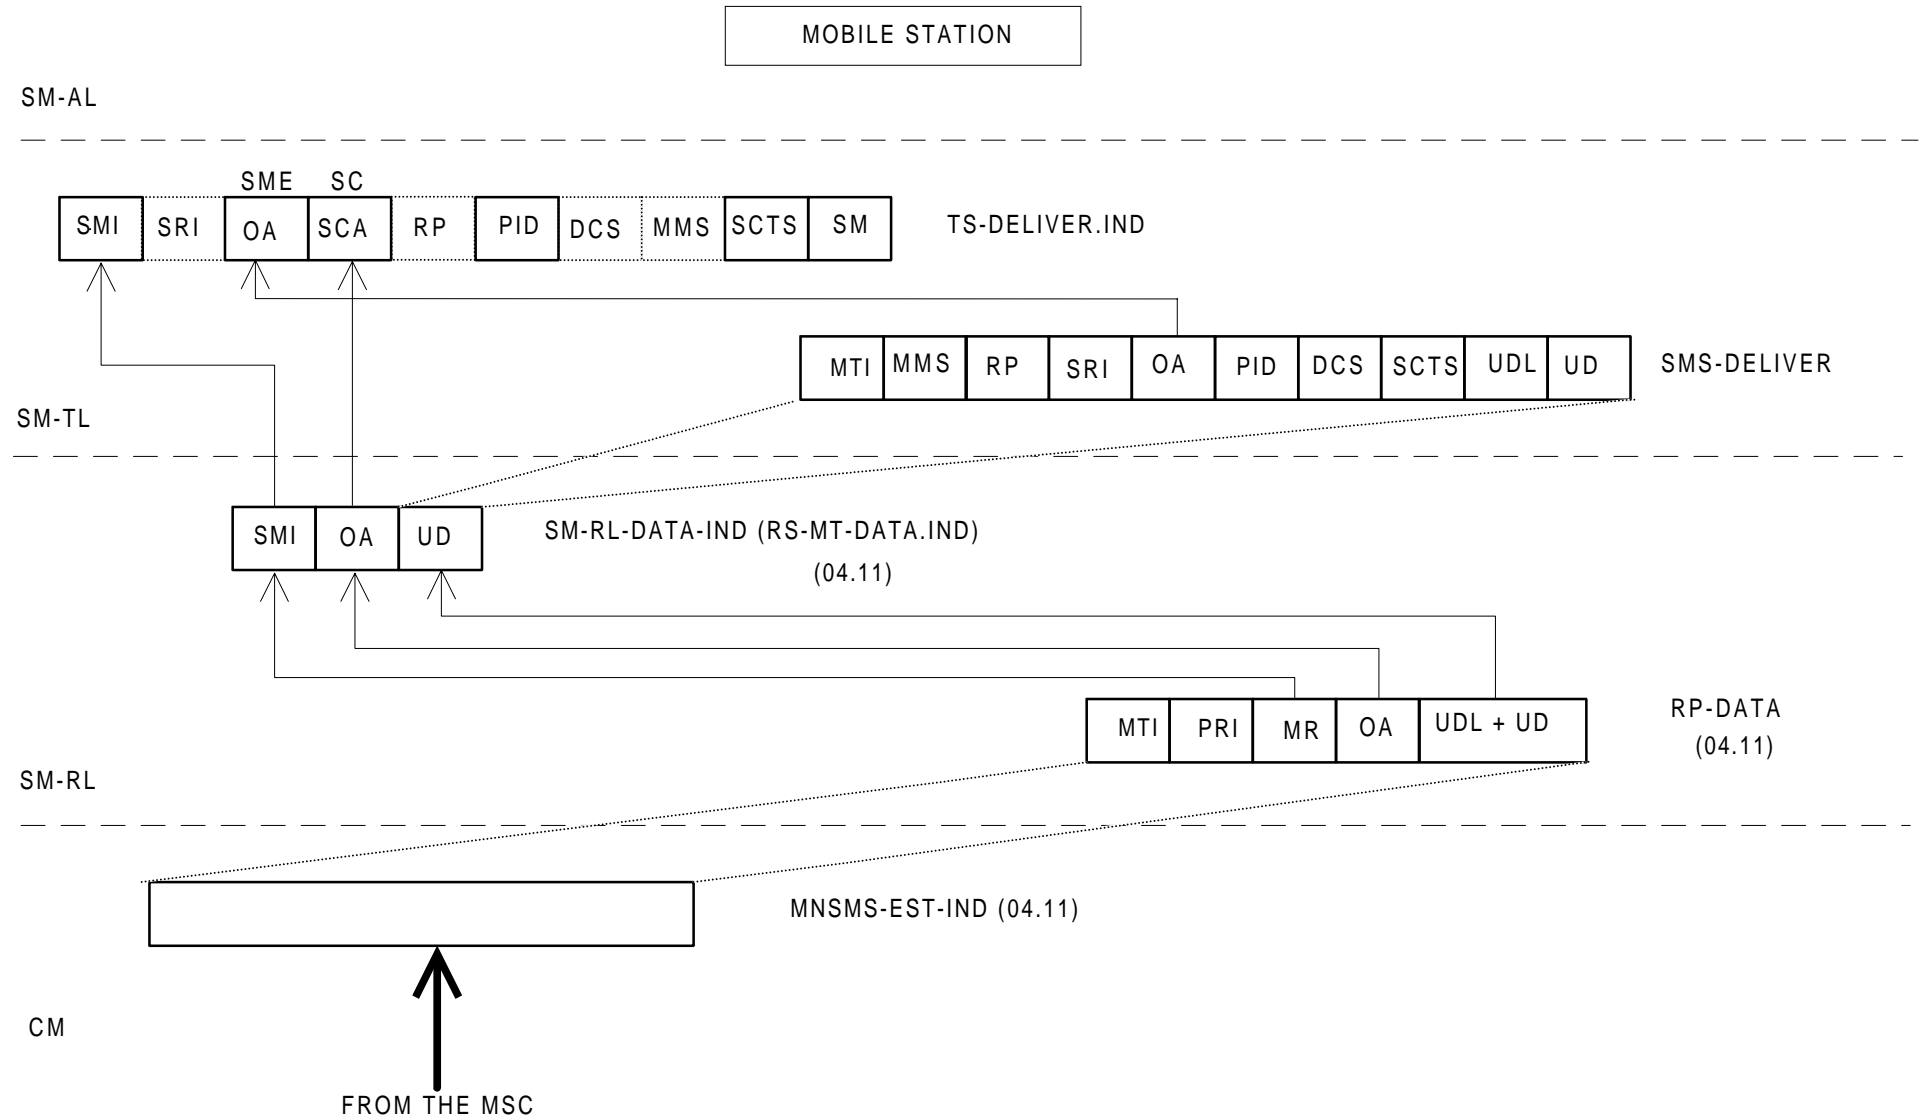 MOBILE STATION
SM-AL
SME SC
SMI SRI OA SCA RP PID DCS MMS SCTS SM TS-DELIVER.IND
MTI MMS RP SRI OA PID DCS SCTS UDL UD SMS-DELIVER
SM-TL
SMI OA UD SM-RL-DATA-IND (RS-MT-DATA.IND)
(04.11)
MTI PRI MR OA UDL + UD RP-DATA
(04.11)
SM-RL
MNSMS-EST-IND (04.11)
CM
FROM THE MSC